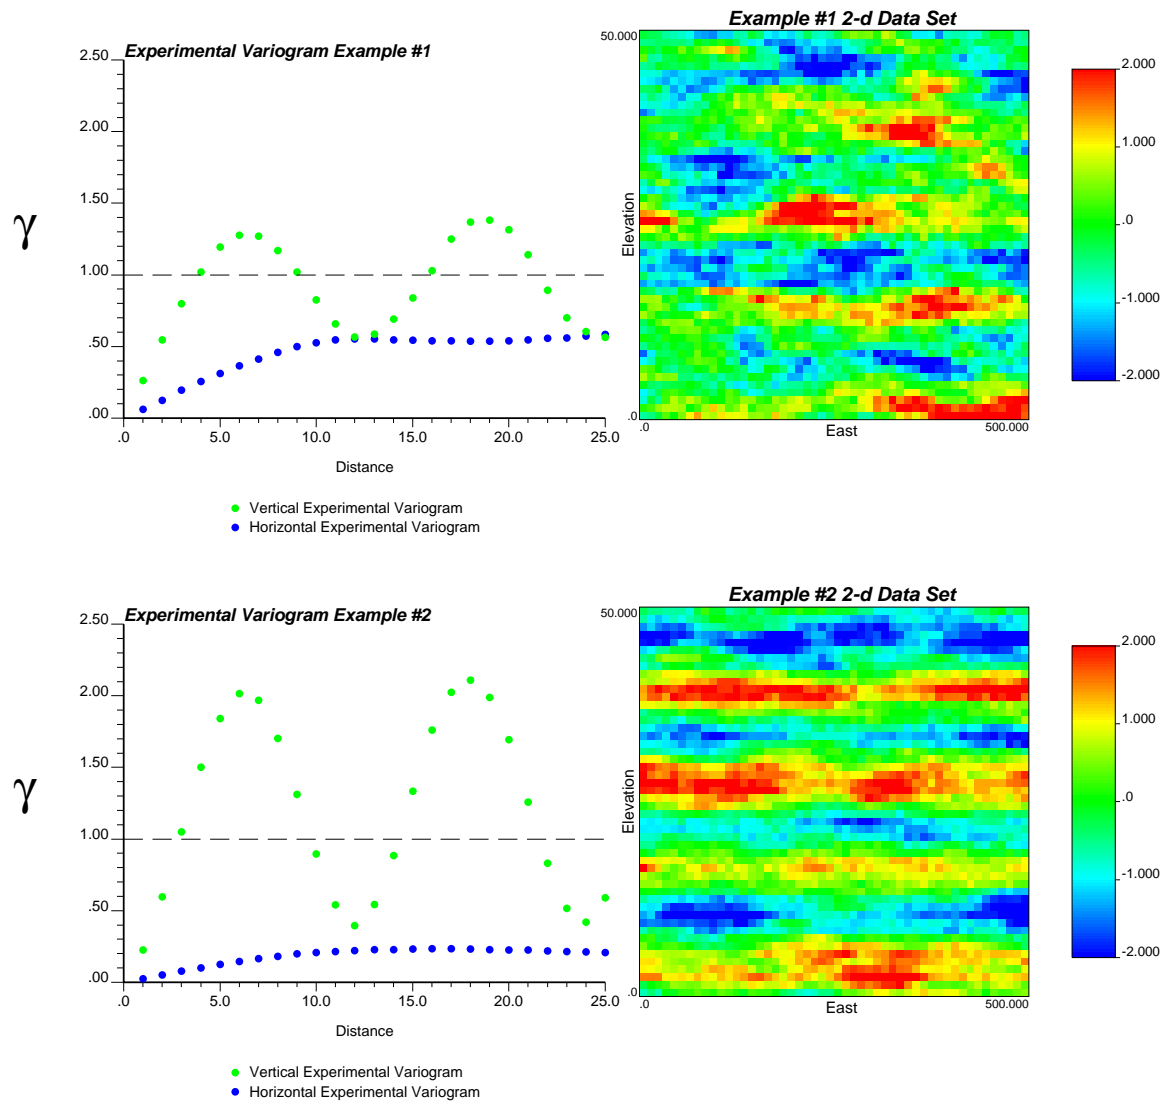 Experimental Variogram Example #1
2.50
2.00
1.50
1.00
.50
.00
γ
.0 5.0 10.0 15.0 20.0 25.0
Distance
Vertical Experimental Variogram
Horizontal Experimental Variogram
Example #1 2-d Data Set
50.000
Elevation
.0
.0 500.000
East
2.000
1.000
.0
-1.000
-2.000
Experimental Variogram Example #2
2.50
2.00
1.50
1.00
.50
.00
γ
.0 5.0 10.0 15.0 20.0 25.0
Distance
Vertical Experimental Variogram
Horizontal Experimental Variogram
Example #2 2-d Data Set
50.000
Elevation
.0
.0 500.000
East
2.000
1.000
.0
-1.000
-2.000